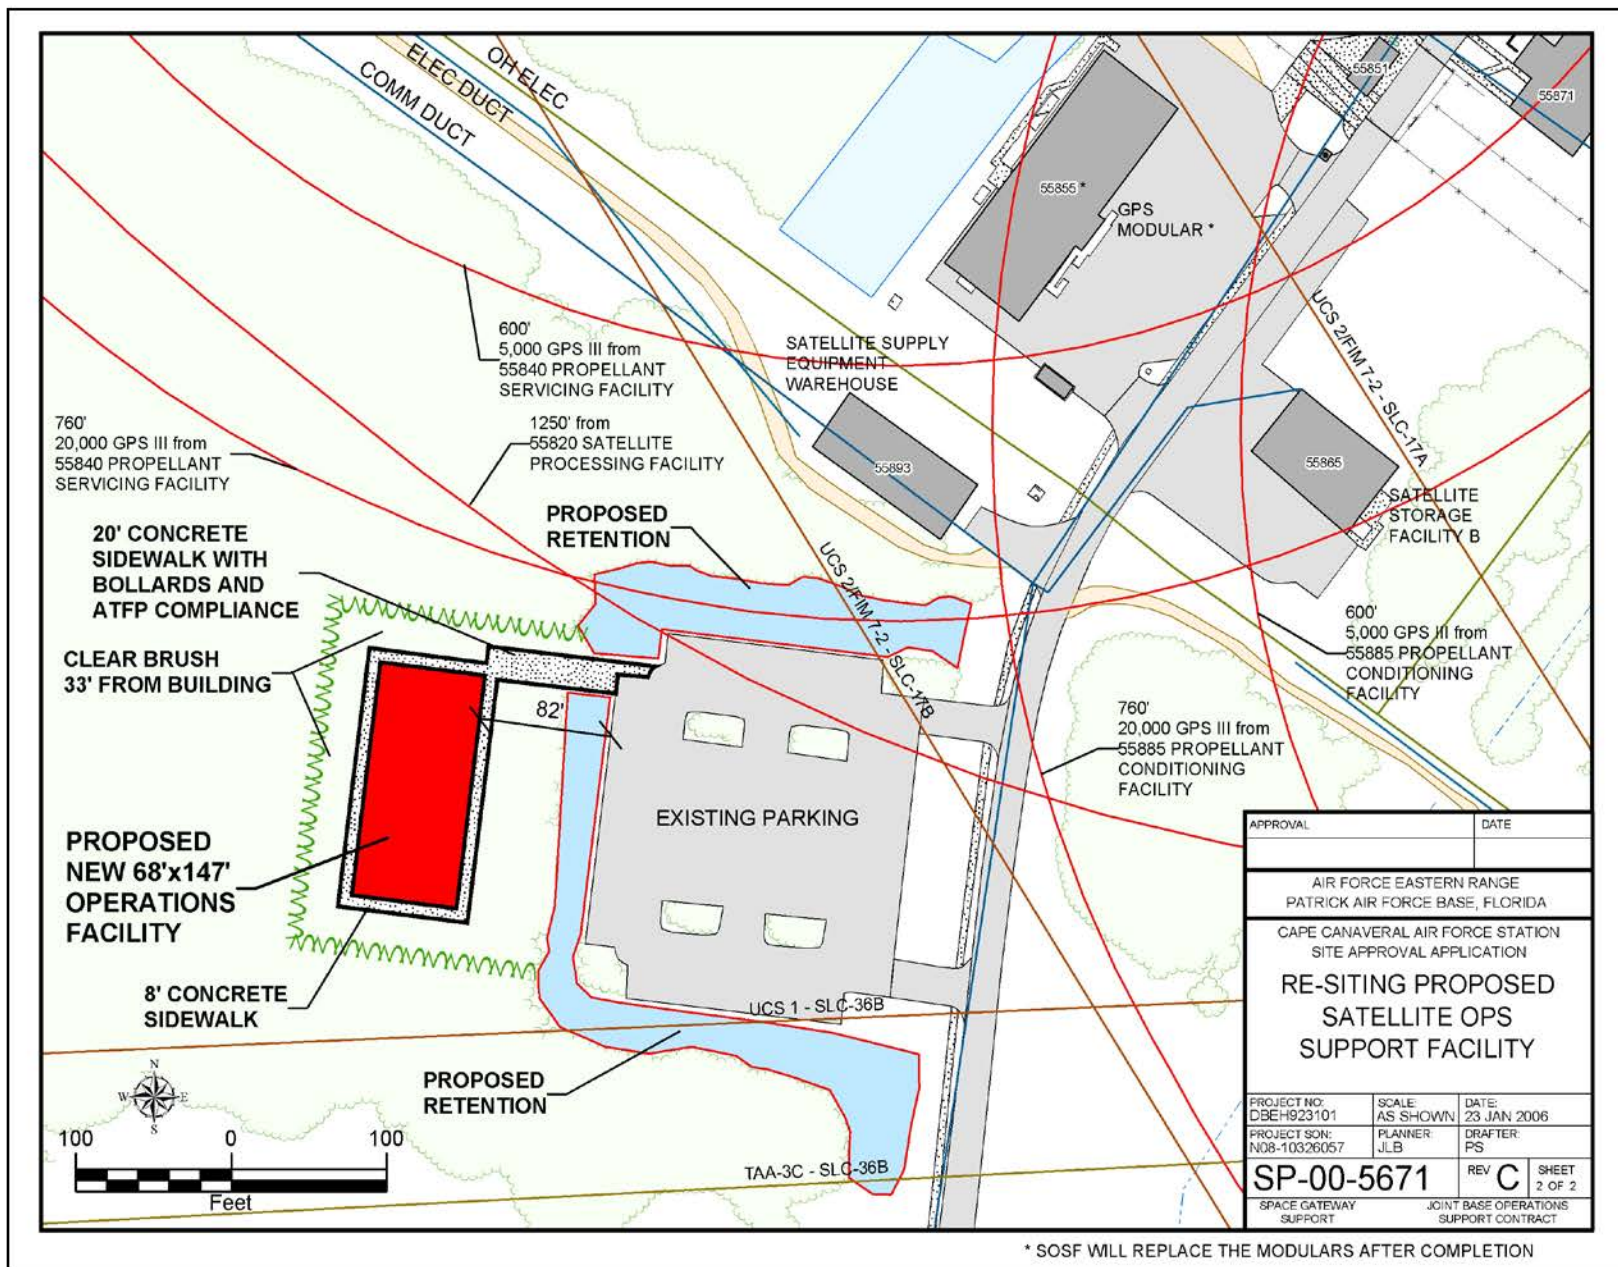 OH ELEC
ELEC DUCT
COMM DUCT
55851
55871
55855 *
GPS
MODULAR *
UCS 2/FIM 7-2 - SLC-17A
600'
5,000 GPS III from
55840 PROPELLANT
SERVICING FACILITY
SATELLITE SUPPLY
EQUIPMENT
WAREHOUSE
760'
20,000 GPS III from
55840 PROPELLANT
SERVICING FACILITY
1250' from
55820 SATELLITE
PROCESSING FACILITY
55893
55865
SATELLITE
STORAGE
FACILITY B
PROPOSED
RETENTION
20' CONCRETE
SIDEWALK WITH
BOLLARDS AND
ATFP COMPLIANCE
UCS 2/FIM 7-2 - SLC-17B
600'
5,000 GPS III from
55885 PROPELLANT
CONDITIONING
FACILITY
CLEAR BRUSH
33' FROM BUILDING
82'
760'
20,000 GPS III from
55885 PROPELLANT
CONDITIONING
FACILITY
EXISTING PARKING
PROPOSED
NEW 68'x147'
OPERATIONS
FACILITY
8' CONCRETE
SIDEWALK
UCS 1 - SLC-36B
PROPOSED
RETENTION
TAA-3C - SLC-36B
N
W E
S
100 0 100
Feet
APPROVAL DATE
AIR FORCE EASTERN RANGE
PATRICK AIR FORCE BASE, FLORIDA
CAPE CANAVERAL AIR FORCE STATION
SITE APPROVAL APPLICATION
RE-SITING PROPOSED
SATELLITE OPS
SUPPORT FACILITY
PROJECT NO: SCALE: DATE:
DBEH923101 AS SHOWN 23 JAN 2006
PROJECT SON: PLANNER: DRAFTER:
N08-10326057 JLB PS
SP-00-5671 REV C SHEET
2 OF 2
SPACE GATEWAY
SUPPORT
JOINT BASE OPERATIONS
SUPPORT CONTRACT
* SOSF WILL REPLACE THE MODULARS AFTER COMPLETION